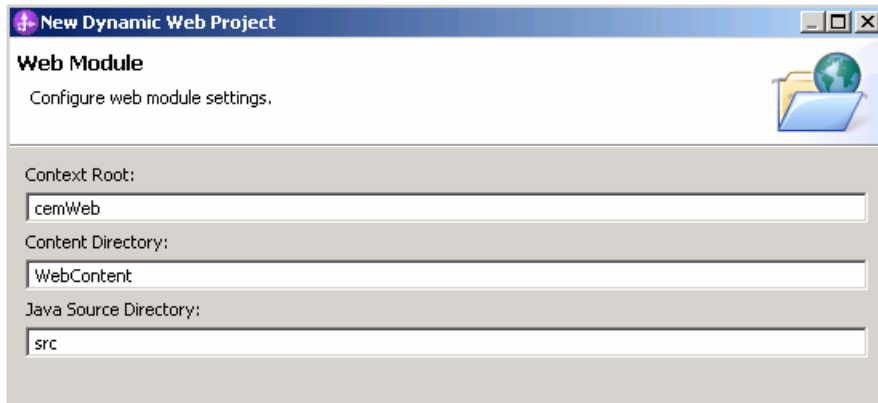 New Dynamic Web Project
Web Module
Configure web module settings.
Context Root:
cemWeb
Content Directory:
WebContent
Java Source Directory:
src